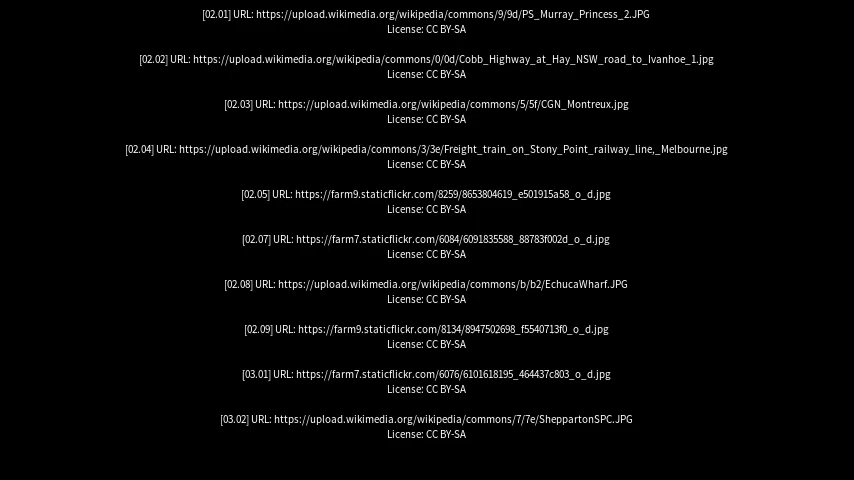 [02.01] URL: https://upload.wikimedia.org/wikipedia/commons/9/9d/PS_Murray_Princess_2.JPG
License: CC BY-SA
[02.02] URL: https://upload.wikimedia.org/wikipedia/commons/0/0d/Cobb_Highway_at_Hay_NSW_road_to_Ivanhoe_1.jpg
License: CC BY-SA
[02.03] URL: https://upload.wikimedia.org/wikipedia/commons/5/5f/CGN_Montreux.jpg
License: CC BY-SA
[02.04] URL: https://upload.wikimedia.org/wikipedia/commons/3/3e/Freight_train_on_Stony_Point_railway_line,_Melbourne.jpg
License: CC BY-SA
[02.05] URL: https://farm9.staticflickr.com/8259/8653804619_e501915a58_o_d.jpg
License: CC BY-SA
[02.07] URL: https://farm7.staticflickr.com/6084/6091835588_88783f002d_o_d.jpg
License: CC BY-SA
[02.08] URL: https://upload.wikimedia.org/wikipedia/commons/b/b2/EchucaWharf.JPG
License: CC BY-SA
[02.09] URL: https://farm9.staticflickr.com/8134/8947502698_f5540713f0_o_d.jpg
License: CC BY-SA
[03.01] URL: https://farm7.staticflickr.com/6076/6101618195_464437c803_o_d.jpg
License: CC BY-SA
[03.02] URL: https://upload.wikimedia.org/wikipedia/commons/7/7e/SheppartonSPC.JPG
License: CC BY-SA